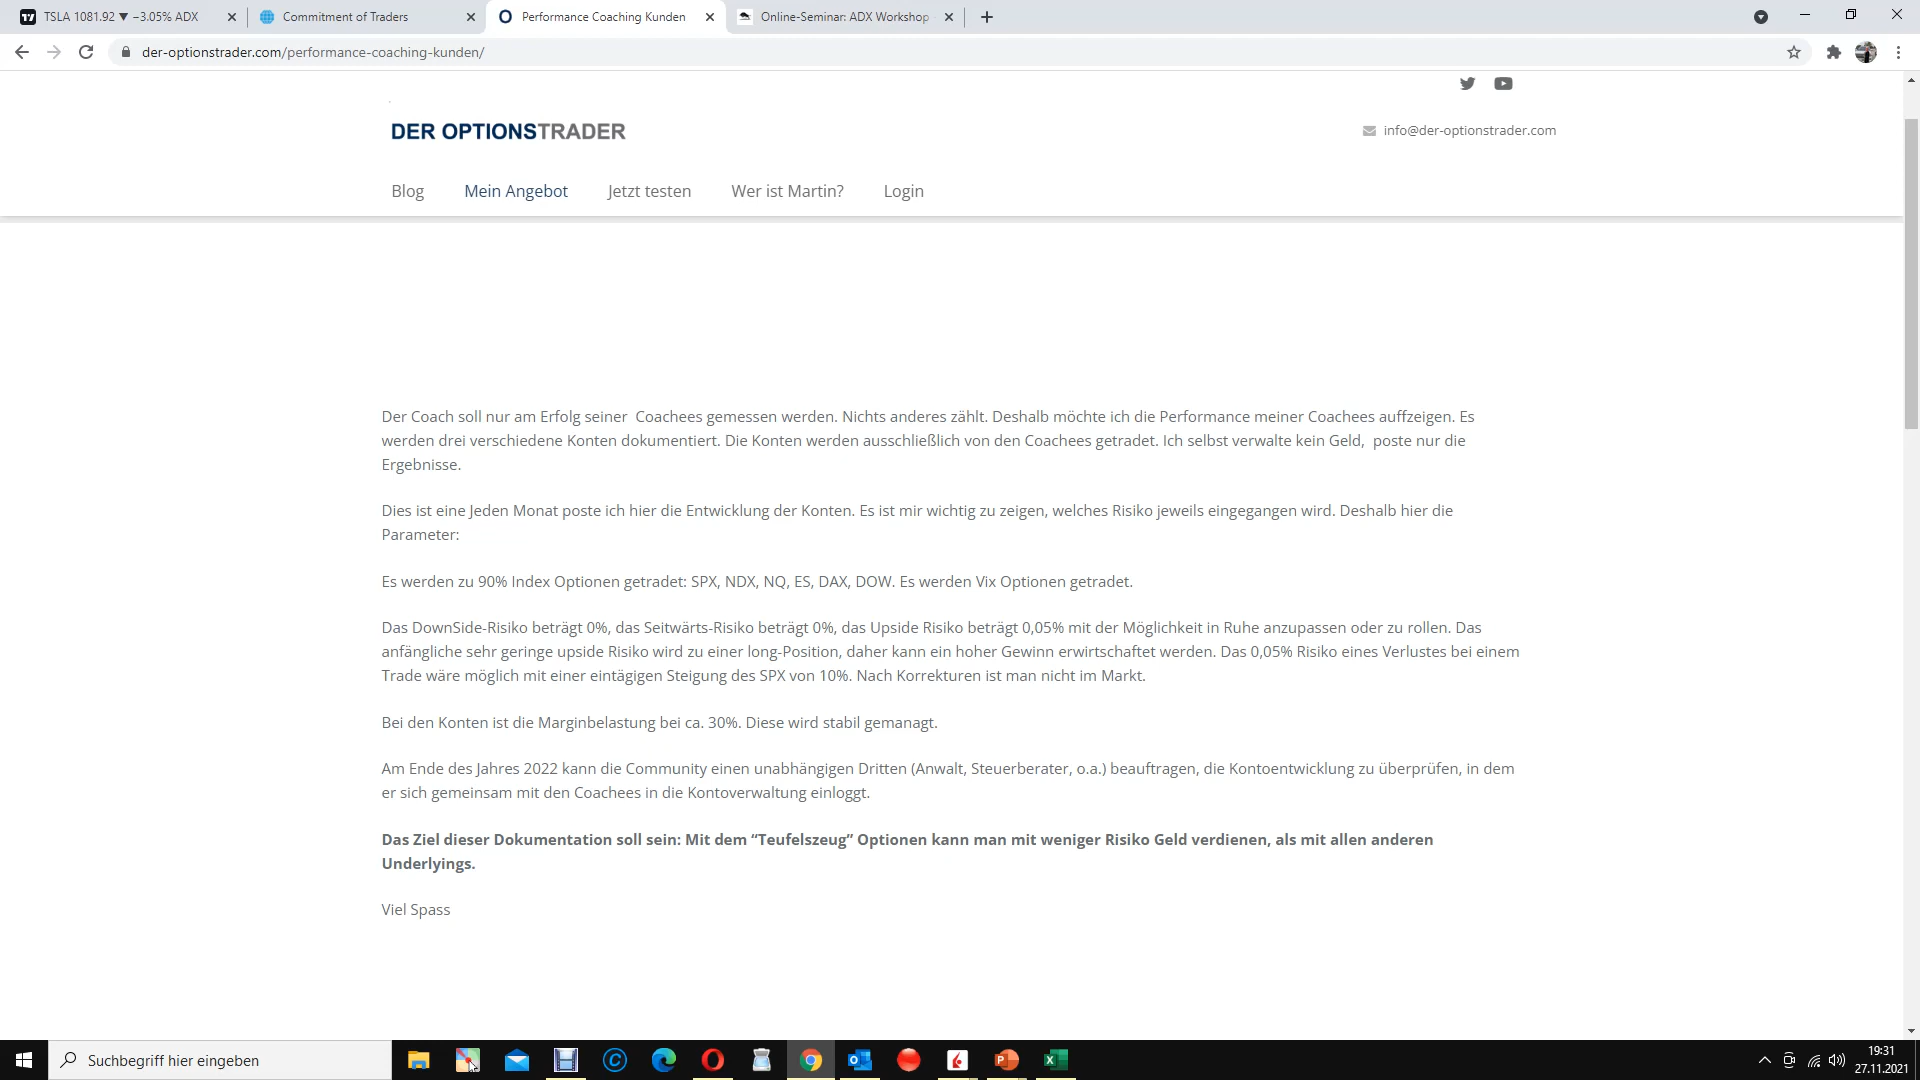 TSLA 1081.92 ▼ −3.05% ADX
Commitment of Traders
Performance Coaching Kunden
Online-Seminar: ADX Workshop
der-optionstrader.com/performance-coaching-kunden/
DER OPTIONSTRADER
info@der-optionstrader.com
Blog Mein Angebot Jetzt testen Wer ist Martin? Login
Der Coach soll nur am Erfolg seiner Coachees gemessen werden. Nichts anderes zählt. Deshalb möchte ich die Performance meiner Coachees auffzeigen. Es
werden drei verschiedene Konten dokumentiert. Die Konten werden ausschließlich von den Coachees getradet. Ich selbst verwalte kein Geld, poste nur die
Ergebnisse.
Dies ist eine Jeden Monat poste ich hier die Entwicklung der Konten. Es ist mir wichtig zu zeigen, welches Risiko jeweils eingegangen wird. Deshalb hier die
Parameter:
Es werden zu 90% Index Optionen getradet: SPX, NDX, NQ, ES, DAX, DOW. Es werden Vix Optionen getradet.
Das DownSide-Risiko beträgt 0%, das Seitwärts-Risiko beträgt 0%, das Upside Risiko beträgt 0,05% mit der Möglichkeit in Ruhe anzupassen oder zu rollen. Das
anfängliche sehr geringe upside Risiko wird zu einer long-Position, daher kann ein hoher Gewinn erwirtschaftet werden. Das 0,05% Risiko eines Verlustes bei einem
Trade wäre möglich mit einer eintägigen Steigung des SPX von 10%. Nach Korrekturen ist man nicht im Markt.
Bei den Konten ist die Marginbelastung bei ca. 30%. Diese wird stabil gemanagt.
Am Ende des Jahres 2022 kann die Community einen unabhängigen Dritten (Anwalt, Steuerberater, o.a.) beauftragen, die Kontoentwicklung zu überprüfen, in dem
er sich gemeinsam mit den Coachees in die Kontoverwaltung einloggt.
Das Ziel dieser Dokumentation soll sein: Mit dem “Teufelszeug” Optionen kann man mit weniger Risiko Geld verdienen, als mit allen anderen
Underlyings.
Viel Spass
Suchbegriff hier eingeben
19:31
27.11.2021